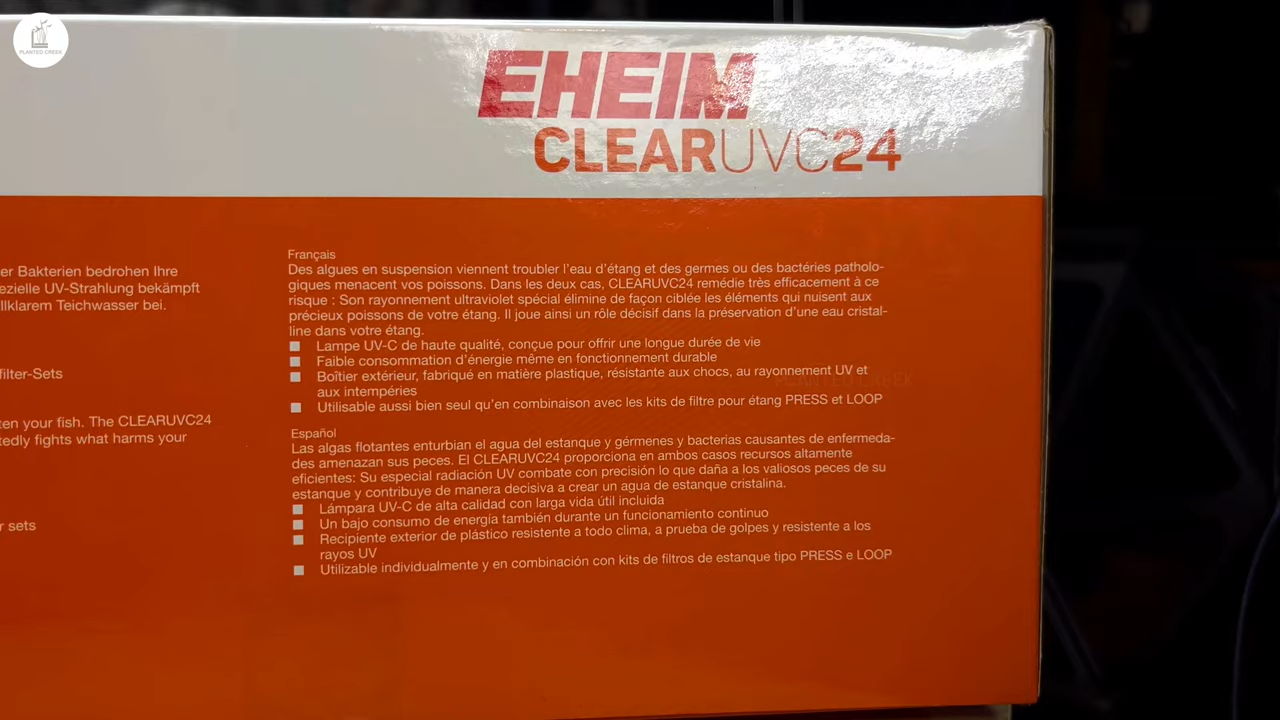 PLANTED CREEK
EHEIM
CLEARUVC24
er Bakterien bedrohen Ihre
ezielle UV-Strahlung bekämpft
llklarem Teichwasser bei.
filter-Sets
ten your fish. The CLEARUVC24
tedly fights what harms your
r sets
Français
Des algues en suspension viennent troubler l'eau d'étang et des germes ou des bactéries patholo-
giques menacent vos poissons. Dans les deux cas, CLEARUVC24 remédie très efficacement à ce
risque : Son rayonnement ultraviolet spécial élimine de façon ciblée les éléments qui nuisent aux
précieux poissons de votre étang. Il joue ainsi un rôle décisif dans la préservation d'une eau cristal-
line dans votre étang.
■ Lampe UV-C de haute qualité, conçue pour offrir une longue durée de vie
■ Faible consommation d'énergie même en fonctionnement durable
■ Boîtier extérieur, fabriqué en matière plastique, résistante aux chocs, au rayonnement UV et
aux intempéries
■ Utilisable aussi bien seul qu'en combinaison avec les kits de filtre pour étang PRESS et LOOP
PLANTED CREEK
Español
Las algas flotantes enturbian el agua del estanque y gérmenes y bacterias causantes de enfermeda-
des amenazan sus peces. El CLEARUVC24 proporciona en ambos casos recursos altamente
eficientes: Su especial radiación UV combate con precisión lo que daña a los valiosos peces de su
estanque y contribuye de manera decisiva a crear un agua de estanque cristalina.
■ Lámpara UV-C de alta calidad con larga vida útil incluida
■ Un bajo consumo de energía también durante un funcionamiento continuo
■ Recipiente exterior de plástico resistente a todo clima, a prueba de golpes y resistente a los
rayos UV
■ Utilizable individualmente y en combinación con kits de filtros de estanque tipo PRESS e LOOP